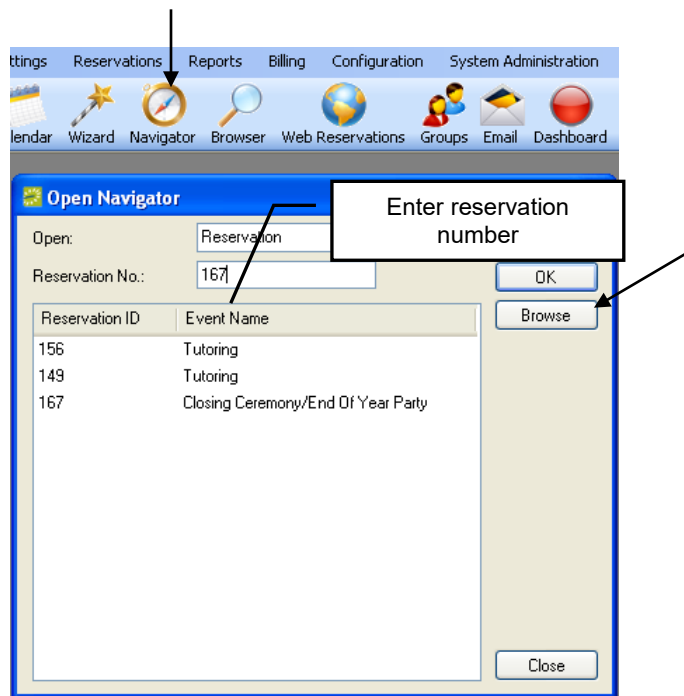 ttings Reservations Reports Billing Configuration System Administration
lendar Wizard Navigator Browser Web Reservations Groups Email Dashboard
Open Navigator
Enter reservation
number
Open: Reservation
Reservation No.: 167 OK
Reservation ID Event Name Browse
156 Tutoring
149 Tutoring
167 Closing Ceremony/End Of Year Party
Close